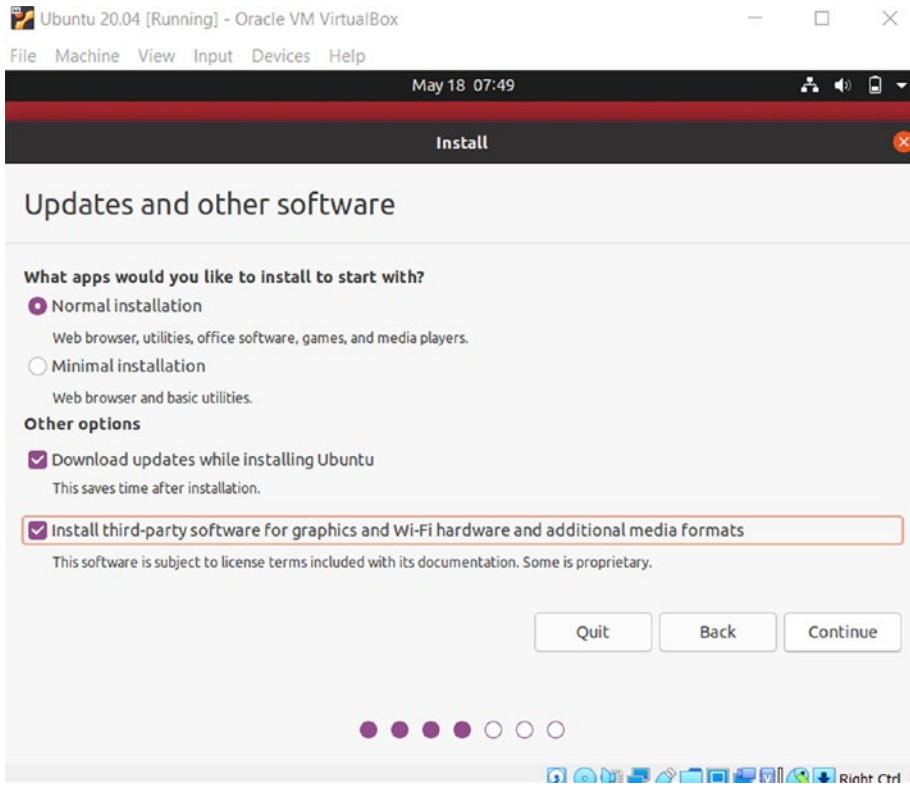 Ubuntu 20.04 [Running] - Oracle VM VirtualBox
File Machine View Input Devices Help
May 18 07:49
Install
Updates and other software
What apps would you like to install to start with?
Normal installation
Web browser, utilities, office software, games, and media players.
Minimal installation
Web browser and basic utilities.
Other options
Download updates while installing Ubuntu
This saves time after installation.
Install third-party software for graphics and Wi-Fi hardware and additional media formats
This software is subject to license terms included with its documentation. Some is proprietary.
Quit Back Continue
Right Ctrl